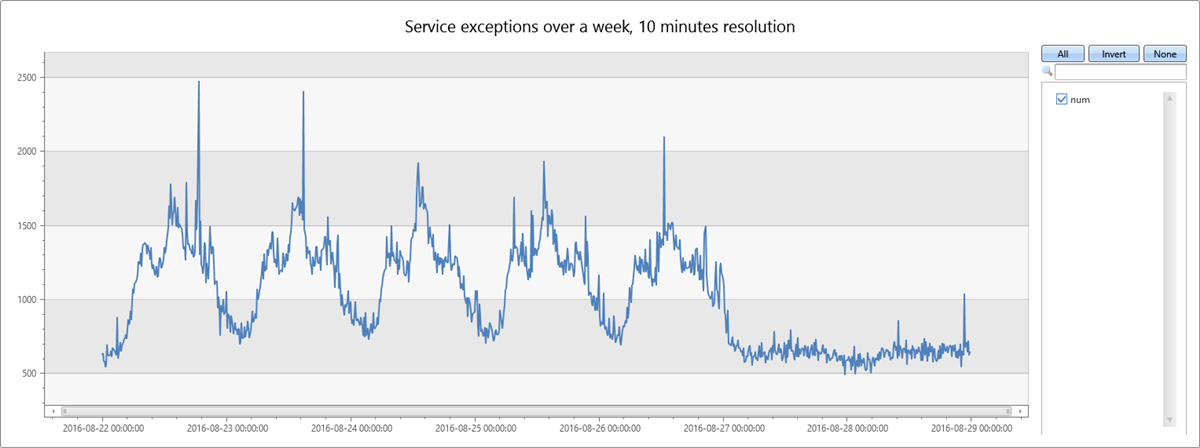 Service exceptions over a week, 10 minutes resolution
All Invert None
num
2500
2000
1500
1000
500
2016-08-22 00:00:00 2016-08-23 00:00:00 2016-08-24 00:00:00 2016-08-25 00:00:00 2016-08-26 00:00:00 2016-08-27 00:00:00 2016-08-28 00:00:00 2016-08-29 00:00:00